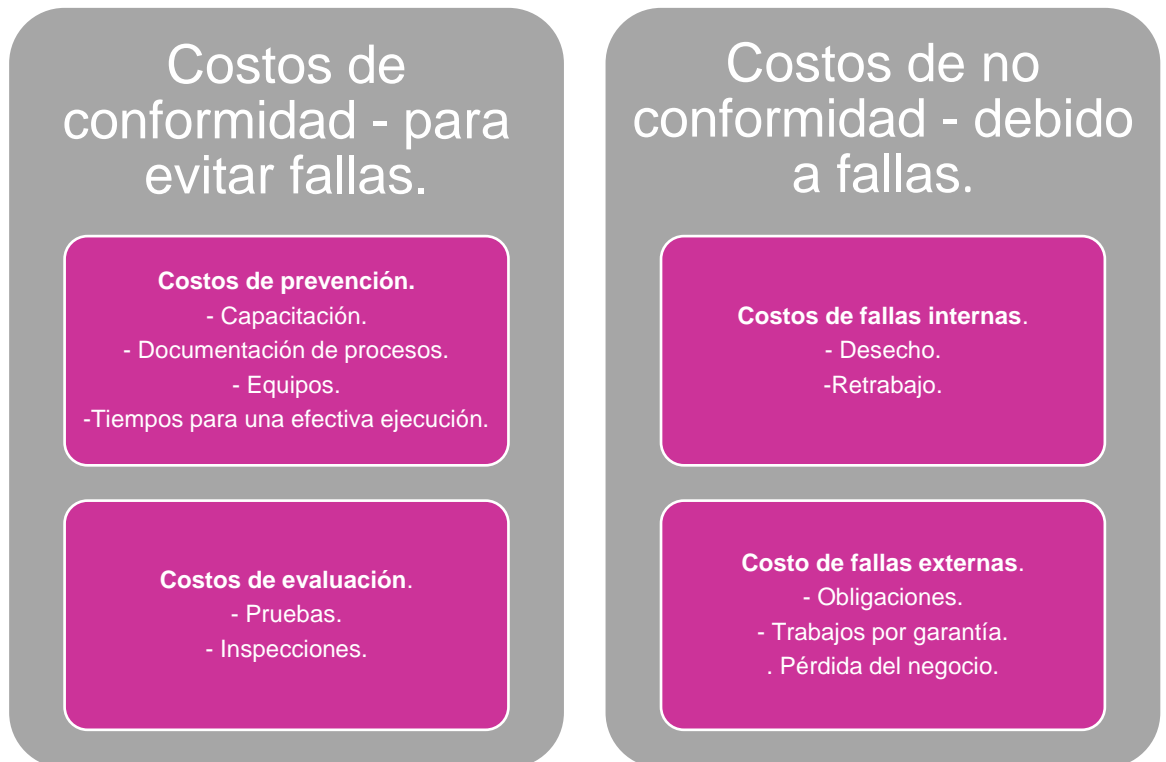 Costos de
conformidad - para
evitar fallas.
Costos de prevención.
- Capacitación.
- Documentación de procesos.
- Equipos.
-Tiempos para una efectiva ejecución.
Costos de evaluación.
- Pruebas.
- Inspecciones.
Costos de no
conformidad - debido
a fallas.
Costos de fallas internas.
- Desecho.
-Retrabajo.
Costo de fallas externas.
- Obligaciones.
- Trabajos por garantía.
. Pérdida del negocio.